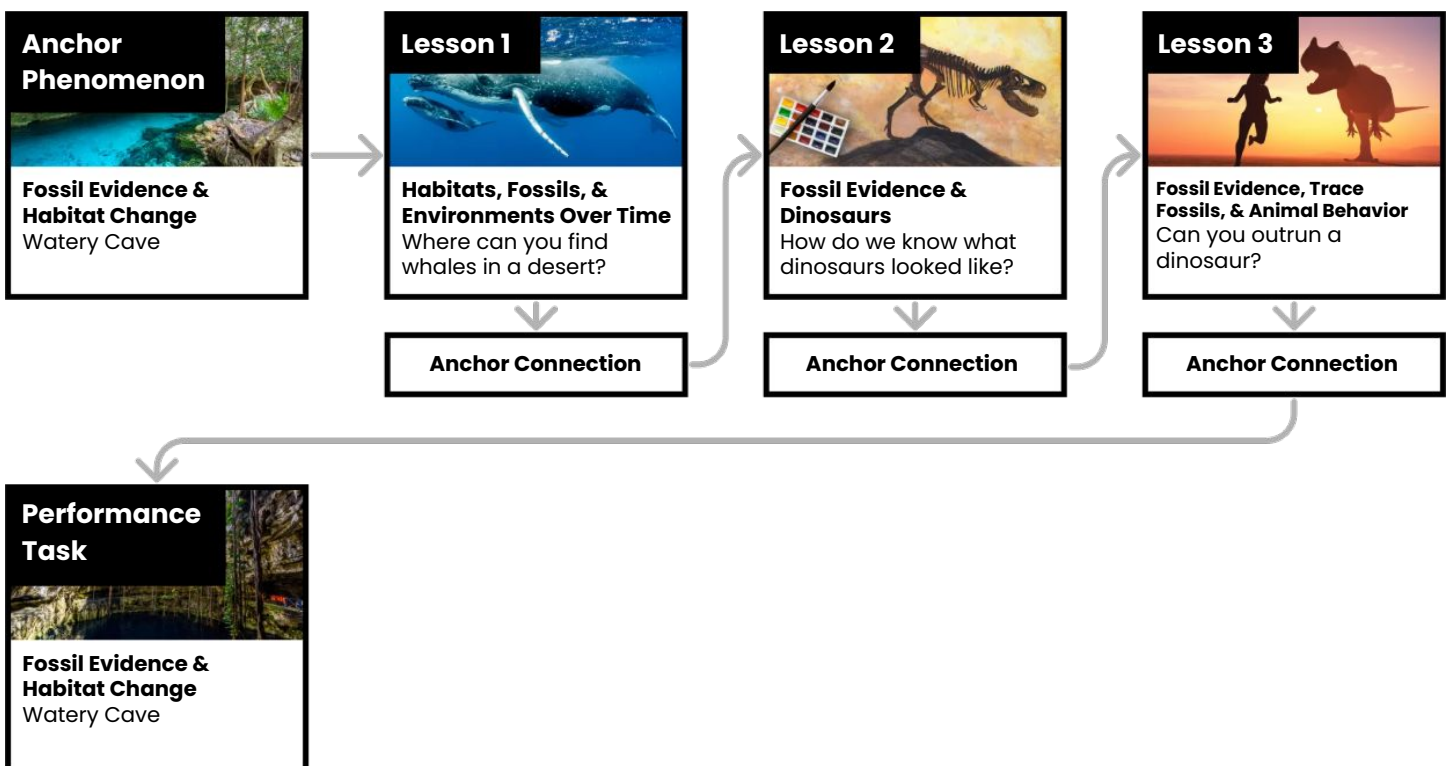 Anchor
Phenomenon
Fossil Evidence &
Habitat Change
Watery Cave
Lesson 1
Habitats, Fossils, &
Environments Over Time
Where can you find
whales in a desert?
Anchor Connection
Lesson 2
Fossil Evidence &
Dinosaurs
How do we know what
dinosaurs looked like?
Anchor Connection
Lesson 3
Fossil Evidence, Trace
Fossils, & Animal Behavior
Can you outrun a
dinosaur?
Anchor Connection
Performance
Task
Fossil Evidence &
Habitat Change
Watery Cave